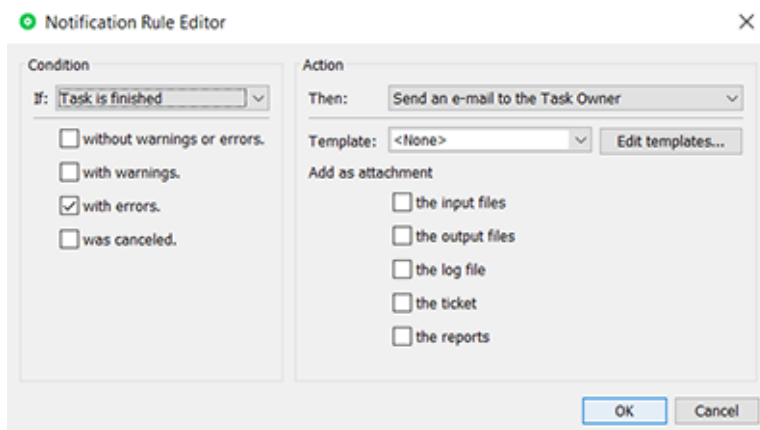 Notification Rule Editor
Condition
If: Task is finished
without warnings or errors.
with warnings.
with errors.
was canceled.
Action
Then: Send an e-mail to the Task Owner
Template: <None> Edit templates...
Add as attachment
the input files
the output files
the log file
the ticket
the reports
OK Cancel